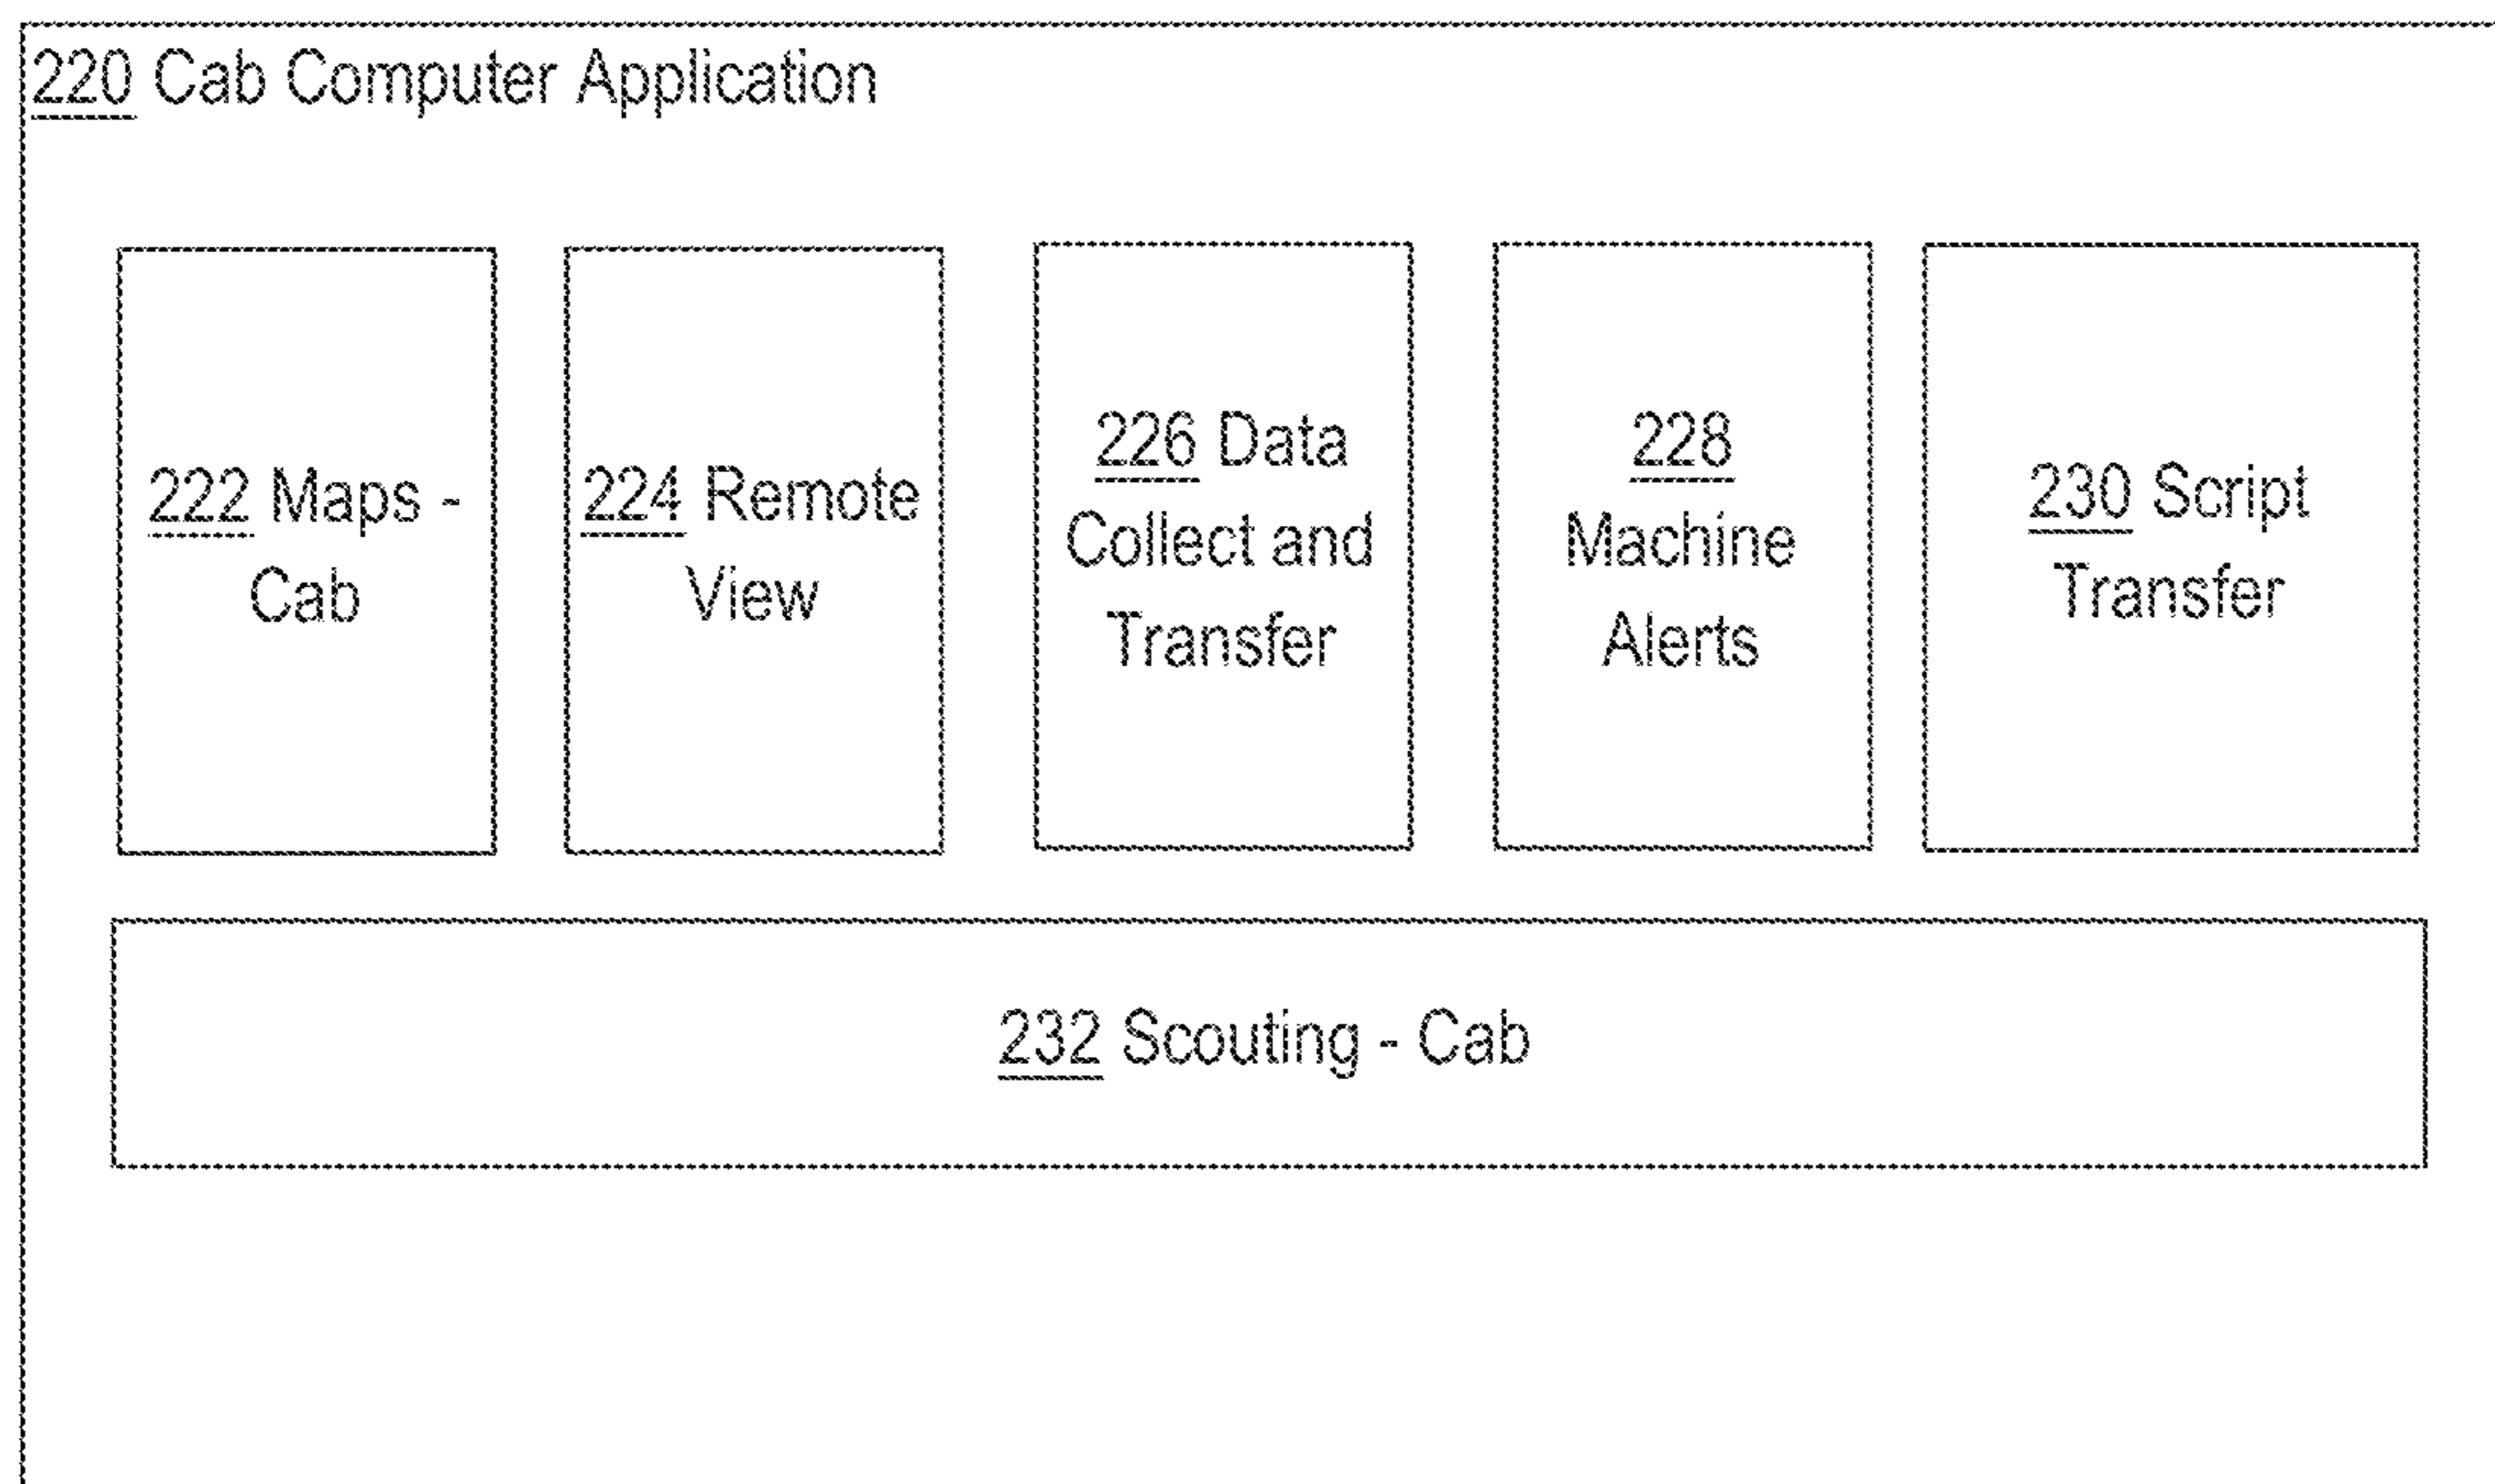 220 Cab Computer Application
222 Maps -
Cab
224 Remote
View
226 Data
Collect and
Transfer
228
Machine
Alerts
230 Script
Transfer
232 Scouting - Cab